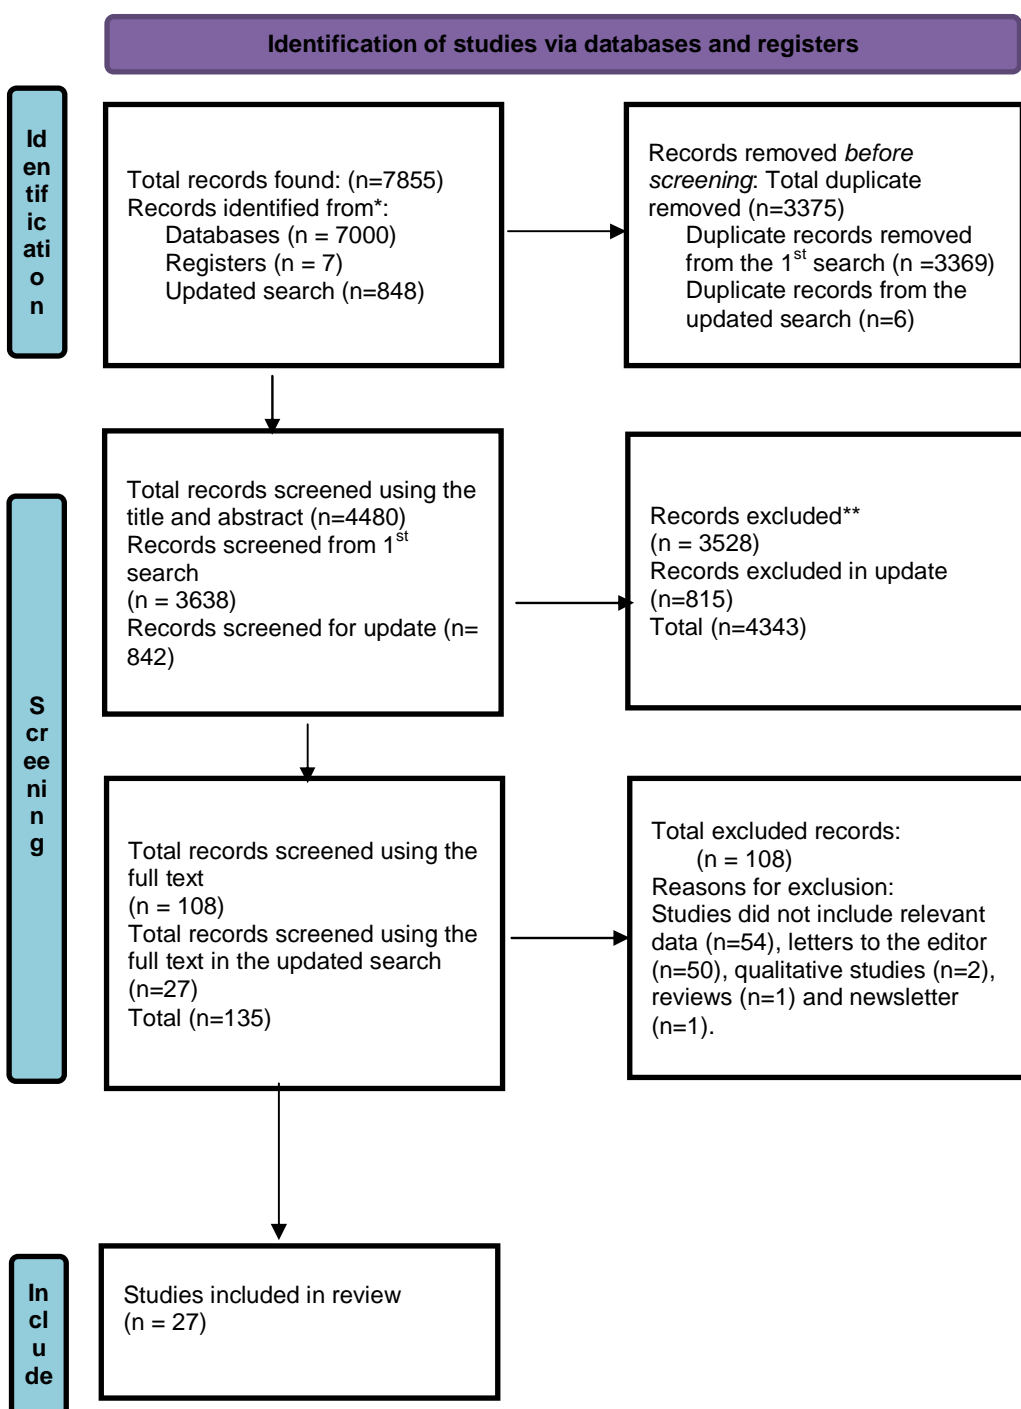 Identification of studies via databases and registers
Id
en
tif
ic
ati
o
n
Total records found: (n=7855)
Records identified from*:
Databases (n = 7000)
Registers (n = 7)
Updated search (n=848)
Records removed before
screening: Total duplicate
removed (n=3375)
Duplicate records removed
from the 1st search (n =3369)
Duplicate records from the
updated search (n=6)
S
cr
ee
ni
n
g
Total records screened using the
title and abstract (n=4480)
Records screened from 1st
search
(n = 3638)
Records screened for update (n=
842)
Records excluded**
(n = 3528)
Records excluded in update
(n=815)
Total (n=4343)
Total records screened using the
full text
(n = 108)
Total records screened using the
full text in the updated search
(n=27)
Total (n=135)
Total excluded records:
(n = 108)
Reasons for exclusion:
Studies did not include relevant
data (n=54), letters to the editor
(n=50), qualitative studies (n=2),
reviews (n=1) and newsletter
(n=1).
In
cl
u
de
Studies included in review
(n = 27)